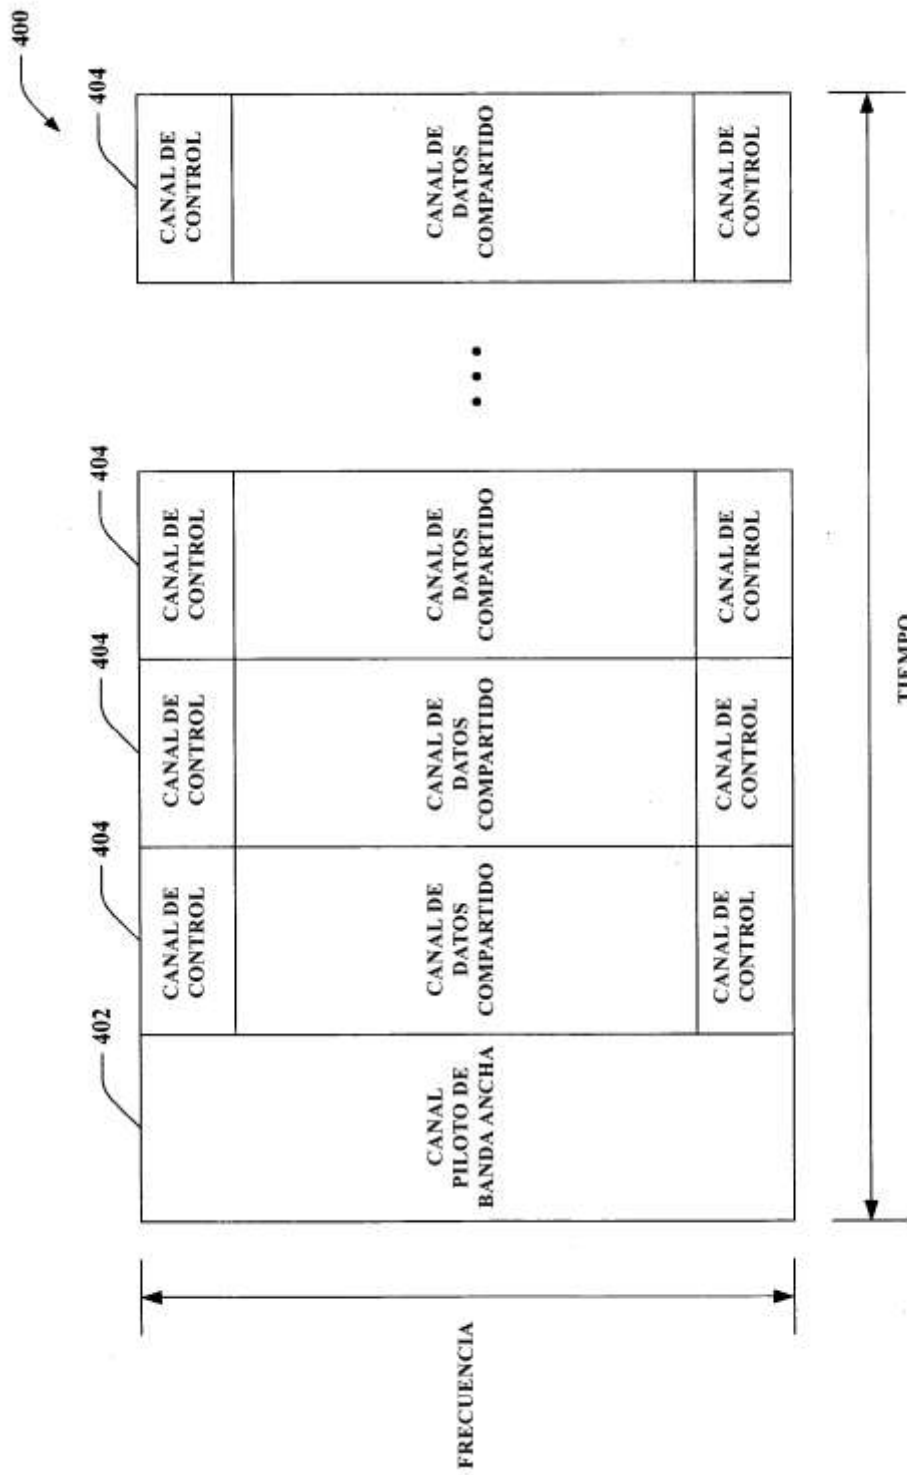 400
402
404
404
404
404
CANAL
PILOTO DE
BANDA ANCHA
CANAL DE
CONTROL
CANAL DE
DATOS
COMPARTIDO
CANAL DE
CONTROL
CANAL DE
CONTROL
CANAL DE
DATOS
COMPARTIDO
CANAL DE
CONTROL
CANAL DE
CONTROL
CANAL DE
DATOS
COMPARTIDO
CANAL DE
CONTROL
CANAL DE
CONTROL
CANAL DE
DATOS
COMPARTIDO
CANAL DE
CONTROL
FRECUENCIA
TIEMPO